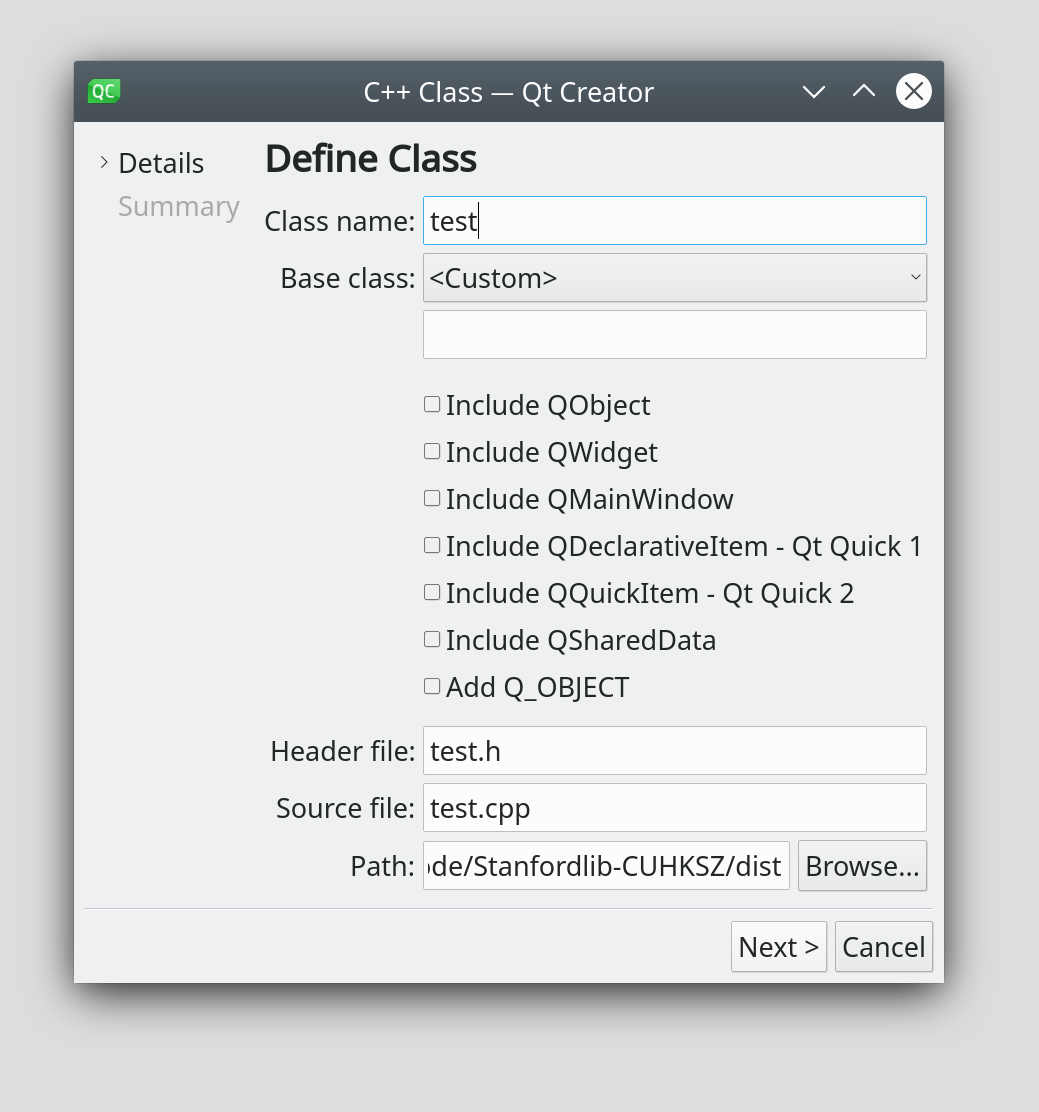 QC C++ Class — Qt Creator
Details
Summary
Define Class
Class name: test
Base class: <Custom>
Include QObject
Include QWidget
Include QMainWindow
Include QDeclarativeItem - Qt Quick 1
Include QQuickItem - Qt Quick 2
Include QSharedData
Add Q_OBJECT
Header file: test.h
Source file: test.cpp
Path: ode/Stanfordlib-CUHKSZ/dist Browse...
Next > Cancel